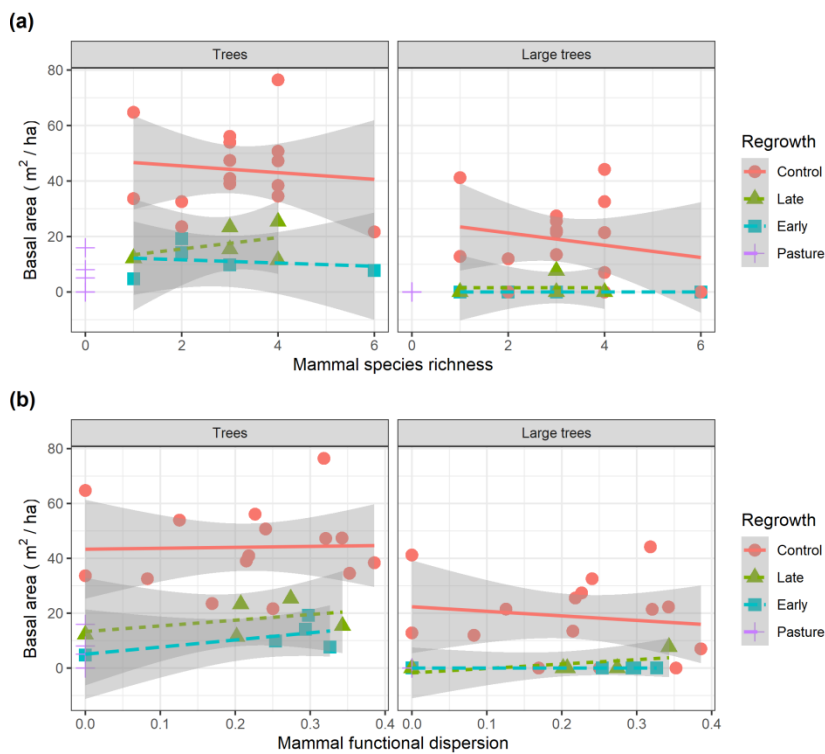 (a)
Trees
Large trees
80
60
40
20
0
Basal area ( m² / ha)
0 2 4 6
0 2 4 6
Mammal species richness
Regrowth
Control
Late
Early
Pasture
(b)
Trees
Large trees
80
60
40
20
0
Basal area ( m² / ha)
0.0 0.1 0.2 0.3 0.4
0.0 0.1 0.2 0.3 0.4
Mammal functional dispersion
Regrowth
Control
Late
Early
Pasture